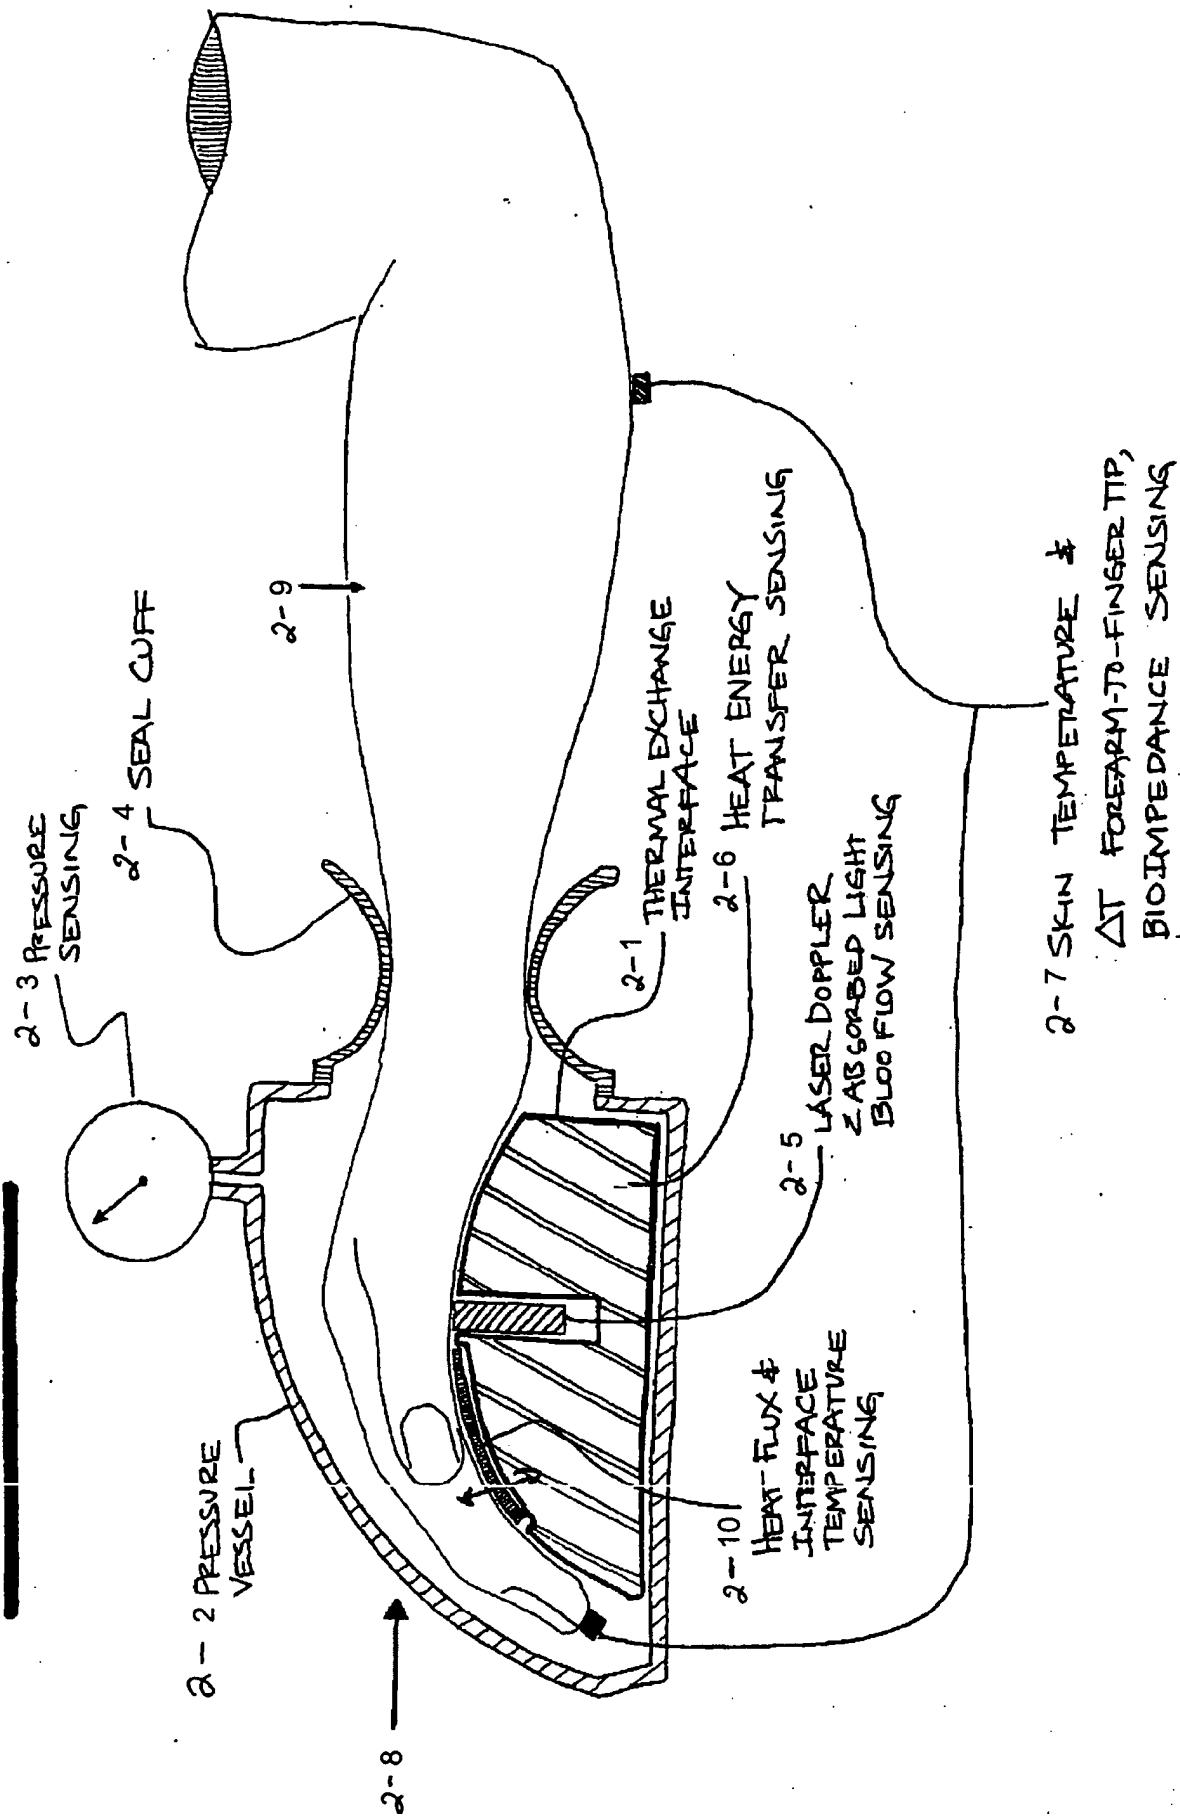 2-3 PRESSURE
SENSING
2-4 SEAL CUFF
2-9
2-2 PRESSURE
VESSEL
2-8
2-1 THERMAL EXCHANGE
INTERFACE
2-6 HEAT ENERGY
TRANSFER SENSING
2-5 LASER DOPPLER
& ABSORBED LIGHT
BLOOD FLOW SENSING
2-10
HEAT FLUX &
INTERFACE
TEMPERATURE
SENSING
2-7 SKIN TEMPERATURE &
ΔT FOREARM-TO-FINGER TIP,
BIOIMPEDANCE SENSING